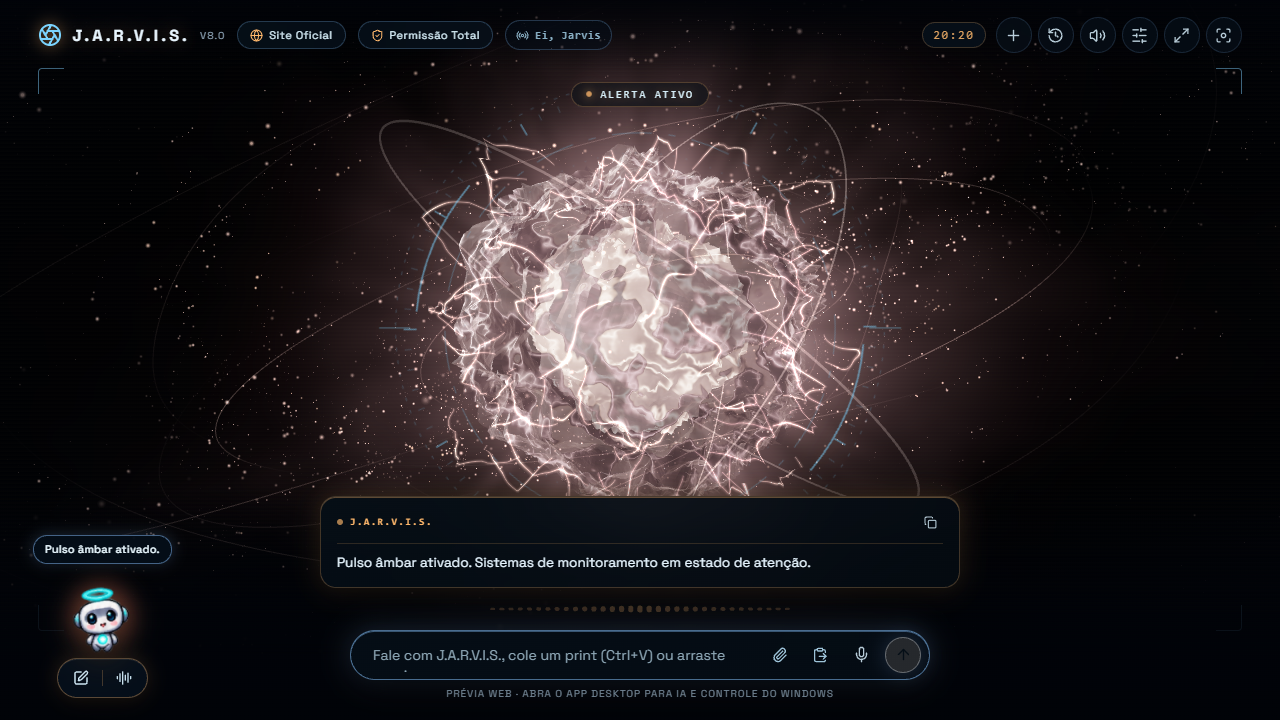 J.A.R.V.I.S. V8.0 Site Oficial Permissão Total Ei, Jarvis 20:20
ALERTA ATIVO
J.A.R.V.I.S.
Pulso âmbar ativado. Sistemas de monitoramento em estado de atenção.
Pulso âmbar ativado.
Fale com J.A.R.V.I.S., cole um print (Ctrl+V) ou arraste
PRÉVIA WEB · ABRA O APP DESKTOP PARA IA E CONTROLE DO WINDOWS